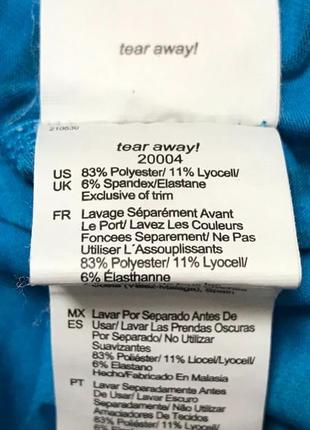 tear away!
210630
tear away!
20004
US 83% Polyester/ 11% Lyocell/
UK 6% Spandex/Elastane
Exclusive of trim
FR Lavage Séparément Avant
Le Port/ Lavez Les Couleurs
Foncees Separement/ Ne Pas
Utiliser L´Assouplissants
83% Polyester/ 11% Lyocell/
6% Élasthanne
MX Lavar Por Separado Antes De
ES Usar/ Lavar Las Prendas Oscuras
Por Separado/ No Utilizar
Suavizantes
83% Poliéster/ 11% Liocel/Lyocell/
6% Elastano
Hecho/Fabricado En Malasia
PT Lavar Separadamente Antes
De Usar/ Lavar Escuro
Separadamente/ Não Utilizar
Amaciadores De Tecidos